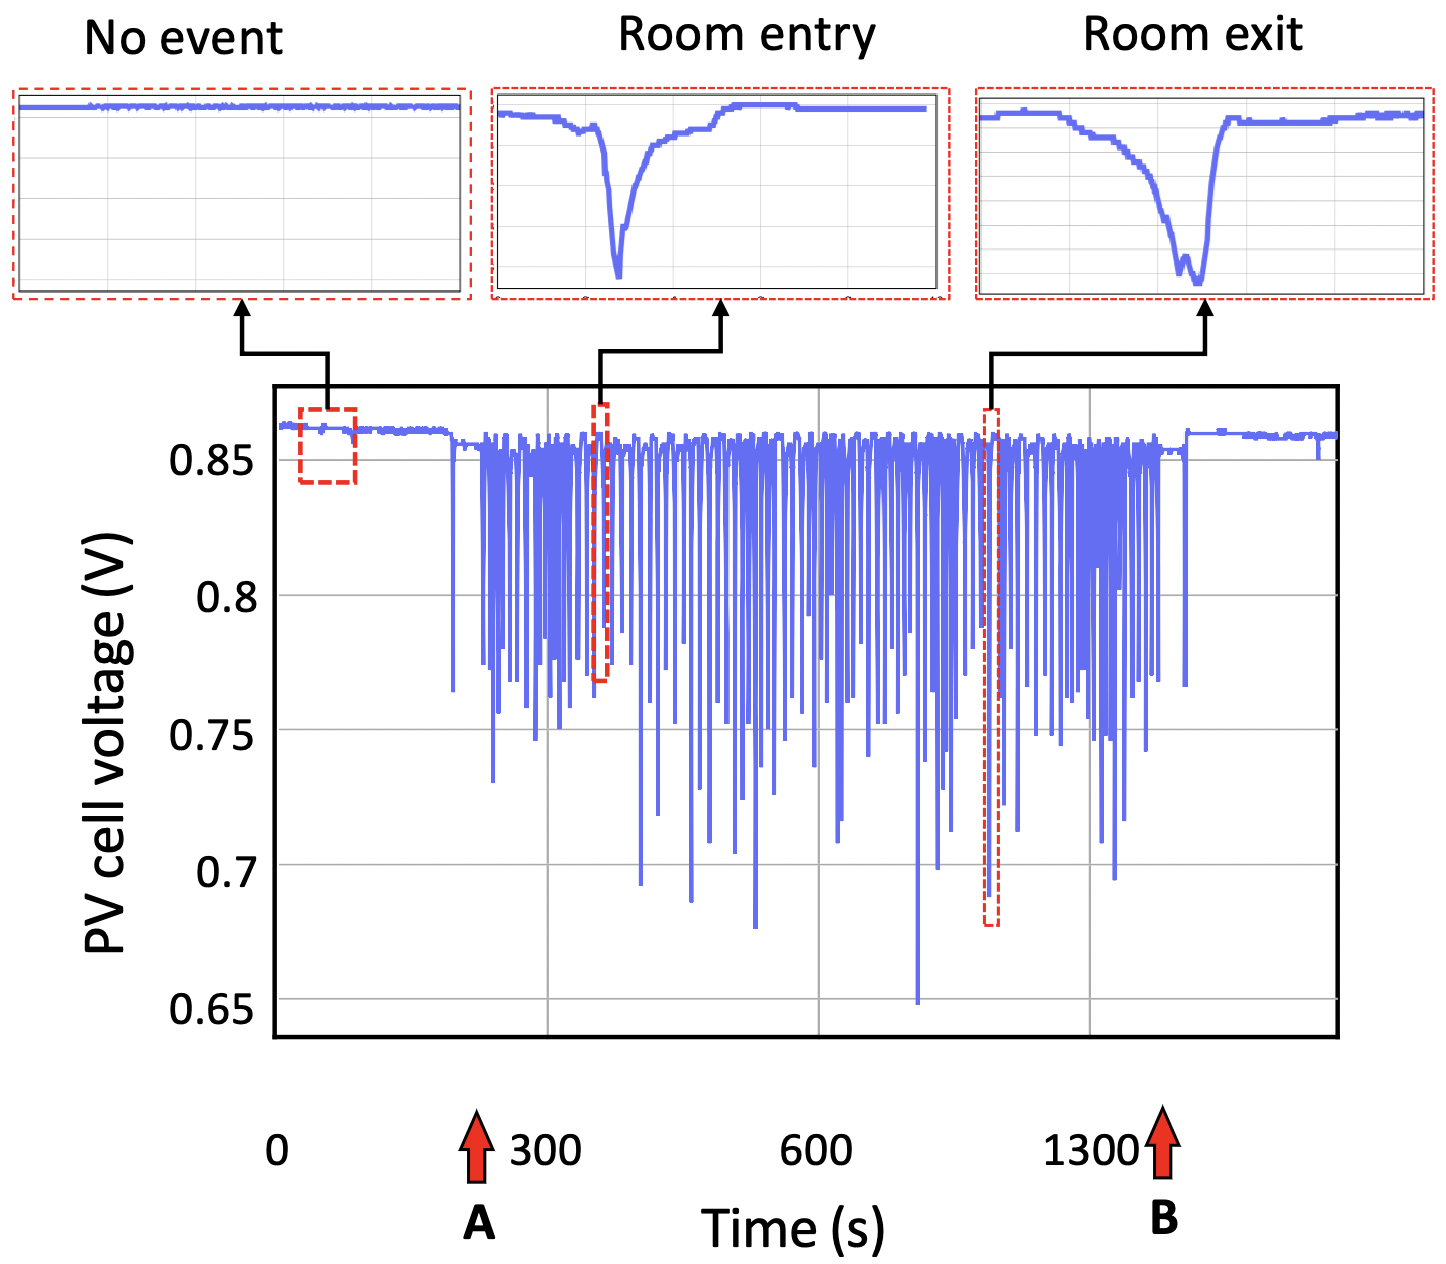 No event
Room entry
Room exit
0.85
0.8
0.75
0.7
0.65
PV cell voltage (V)
0
300
600
1300
A
B
Time (s)